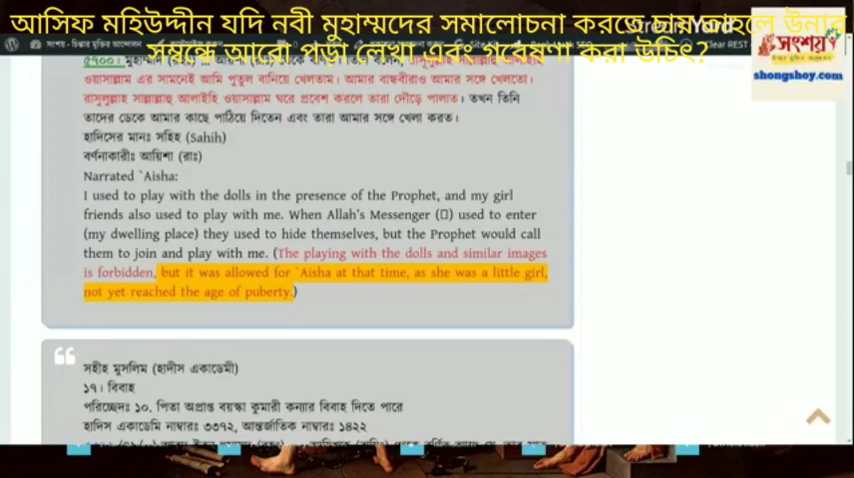 আসিফ মহিউদ্দীন যদি নবী মুহাম্মদের সমালোচনা করতে চায় তাহলে উনার
সম্বন্ধে আরো পড়া লেখা এবং গবেষণা করা উচিৎ?
সংশয়
shongshoy.com
ওয়াসাল্লাম এর সামনেই আমি পুতুল বানিয়ে খেলতাম। আমার বান্ধবীরাও আমার সঙ্গে খেলতো।
রাসূলুল্লাহ সাল্লাল্লাহু আলাইহি ওয়াসাল্লাম ঘরে প্রবেশ করলে তারা দৌড়ে পালাত। তখন তিনি
তাদের ডেকে আমার কাছে পাঠিয়ে দিতেন এবং তারা আমার সঙ্গে খেলা করত।
হাদিসের মানঃ সহিহ (Sahih)
বর্ণনাকারীঃ আয়িশা (রাঃ)
Narrated `Aisha:
I used to play with the dolls in the presence of the Prophet, and my girl
friends also used to play with me. When Allah's Messenger (▯) used to enter
(my dwelling place) they used to hide themselves, but the Prophet would call
them to join and play with me. (The playing with the dolls and similar images
is forbidden, but it was allowed for `Aisha at that time, as she was a little girl,
not yet reached the age of puberty.)
সহীহ মুসলিম (হাদীস একাডেমী)
১৭। বিবাহ
পরিচ্ছেদঃ ১০. পিতা অপ্রাপ্ত বয়স্কা কুমারী কন্যার বিবাহ দিতে পারে
হাদিস একাডেমি নাম্বারঃ ৩৩৭২, আন্তর্জাতিক নাম্বারঃ ১৪২২